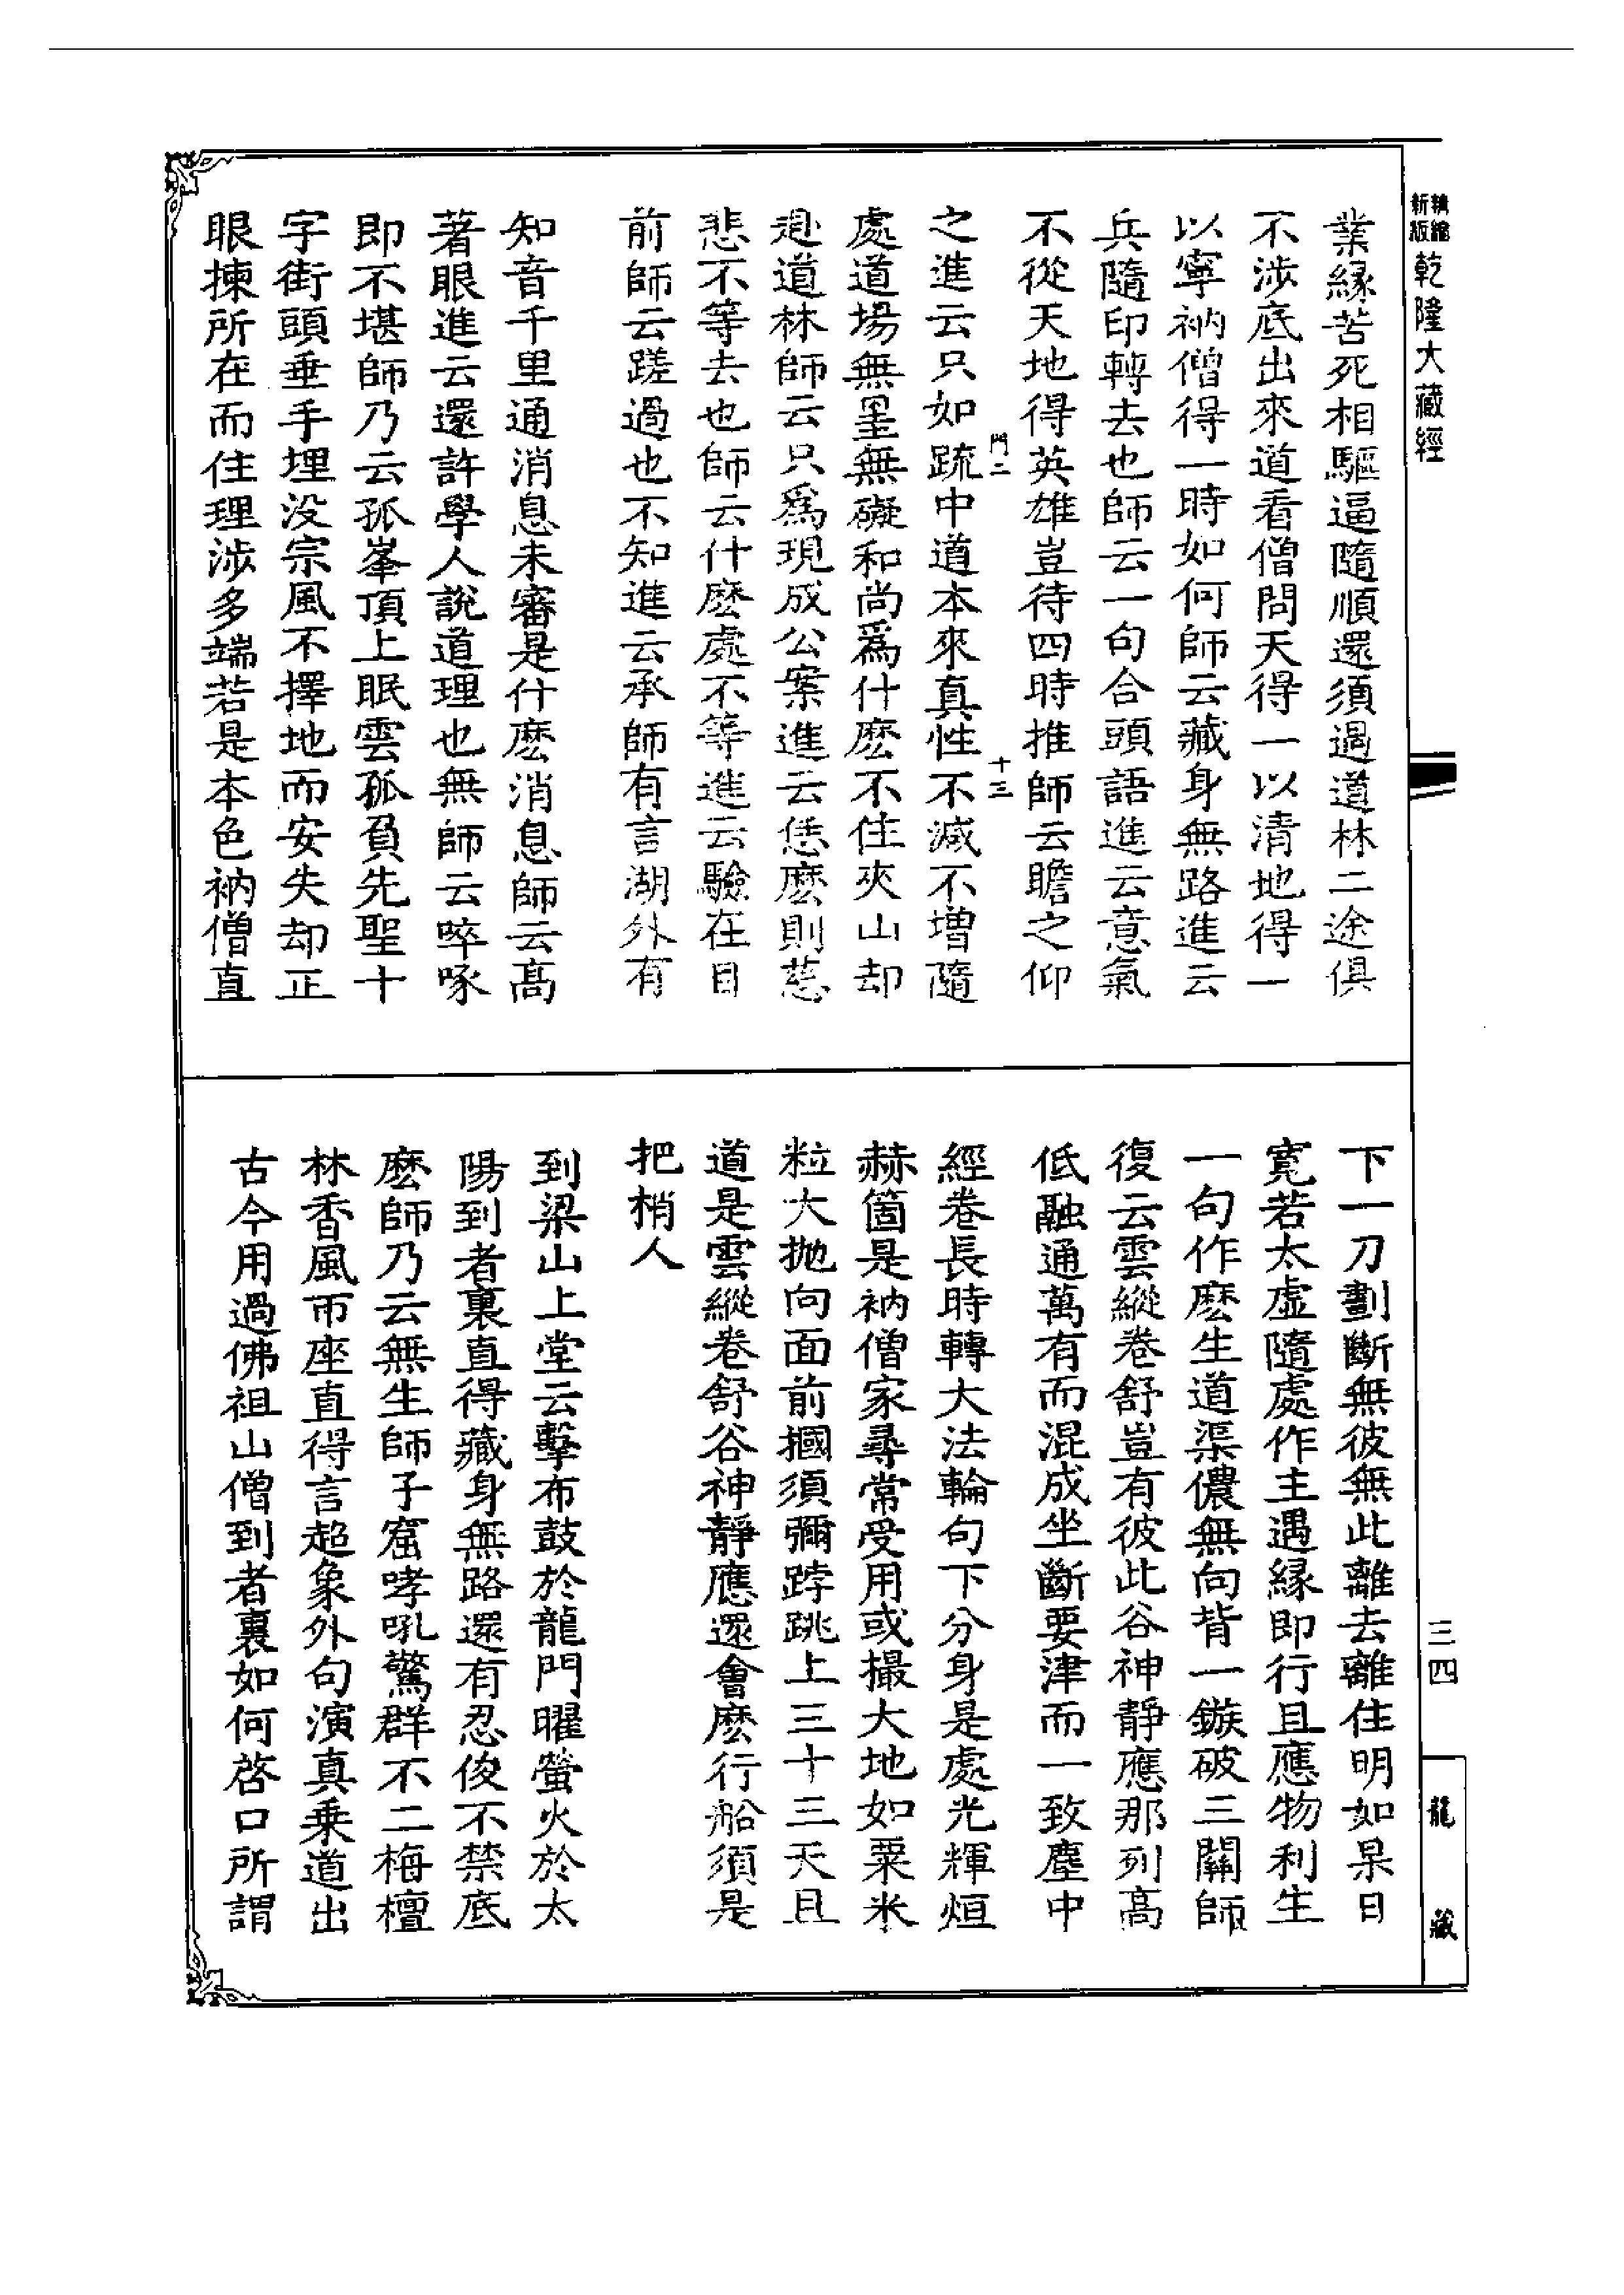 新版精縮
乾隆大藏經
三四
龍藏
業緣苦死相驅逼隨順還須過道林二途俱
不涉底出來道看僧問天得一以清地得一
以寧衲僧得一時如何師云藏身無路進云
兵隨印轉去也師云一句合頭語進云意氣
不從天地得英雄豈待四時推師云瞻之仰
門二 十三
之進云只如疏中道本來真性不減不增隨
處道場無罣無礙和尚爲什麽不住夾山却
赴道林師云只爲現成公案進云恁麽則慈
悲不等去也師云什麽處不等進云驗在目
前師云蹉過也不知進云承師有言湖外有
知音千里通消息未審是什麽消息師云高
著眼進云還許學人說道理也無師云啐啄
即不堪師乃云孤峯頂上眠雲孤負先聖十
字街頭垂手埋没宗風不擇地而安失却正
眼揀所在而住理涉多端若是本色衲僧直
下一刀劃斷無彼無此離去離住明如杲日
寬若太虛隨處作主遇緣即行且應物利生
一句作麽生道渠儂無向背一鏃破三關師
復云雲縱卷舒豈有彼此谷神靜應那列高
低融通萬有而混成坐斷要津而一致塵中
經卷長時轉大法輪句下分身是處光輝烜
赫箇是衲僧家尋常受用或撮大地如粟米
粒大拋向面前摑須彌𨁝跳上三十三天且
道是雲縱卷舒谷神靜應還會麽行船須是
把梢人
到梁山上堂云擊布鼓於龍門曜螢火於太
陽到者裏直得藏身無路還有忍俊不禁底
麽師乃云無生師子窟哮吼驚群不二栴檀
林香風帀座直得言超象外句演真乘道出
古今用過佛祖山僧到者裏如何啓口所謂